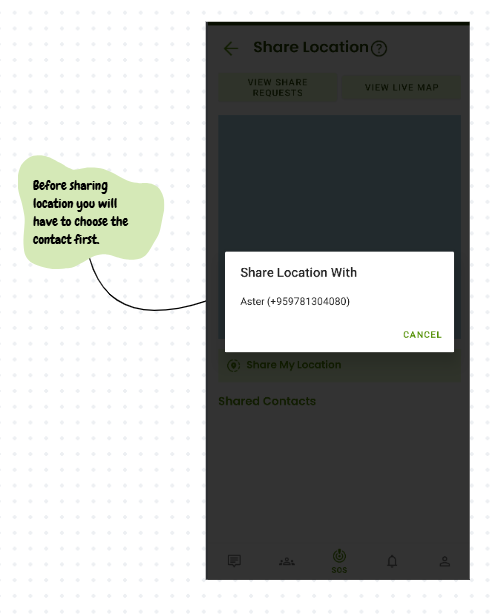 Share Location
?
VIEW SHARE
REQUESTS
VIEW LIVE MAP
Before sharing
location you will
have to choose the
contact first.
Share Location With
Aster (+959781304080)
CANCEL
Share My Location
Shared Contacts
SOS